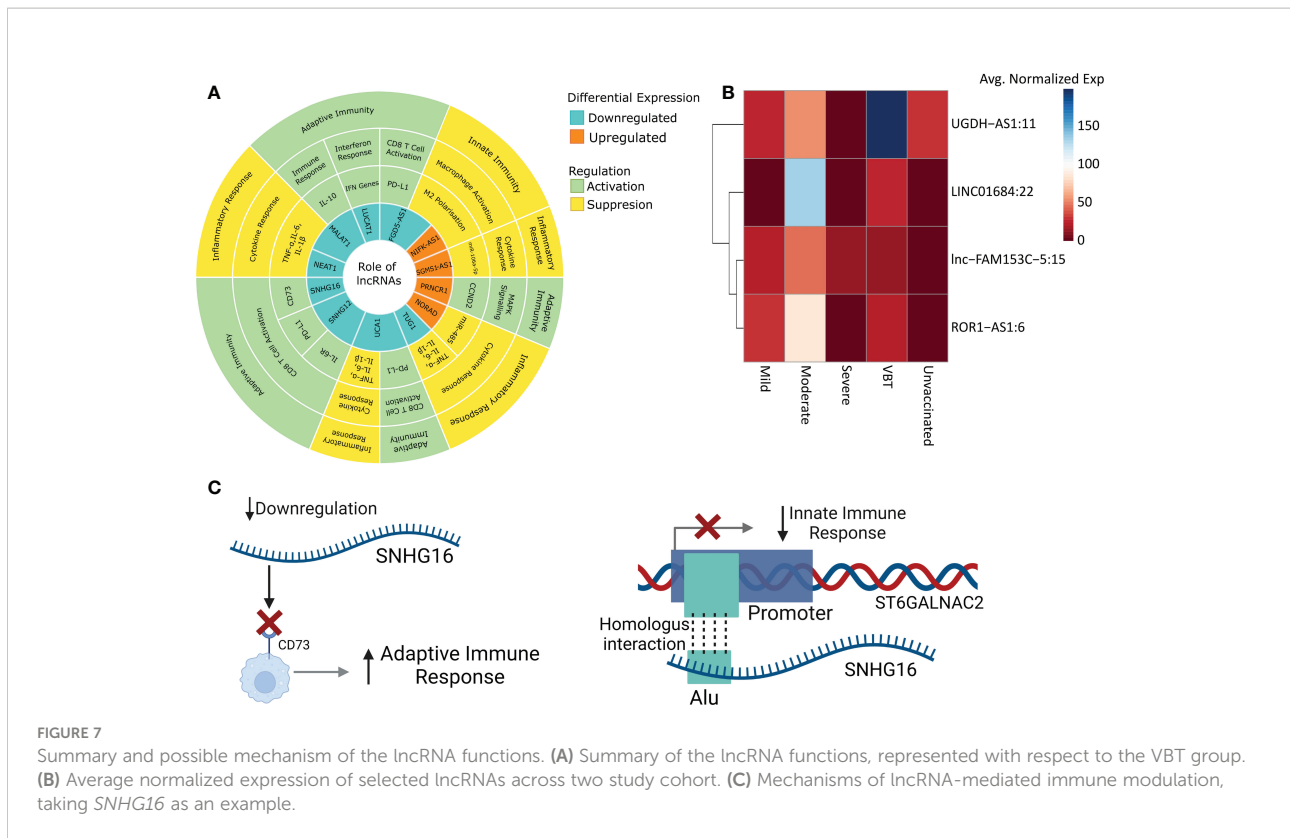 A
Adaptive Immunity
Immune Response
Interferon Response
CD8 T Cell Activation
IL-10
IFN Genes
PD-L1
MALAT1
LUCAT1
FGD5-AS1
Innate Immunity
Macrophage Activation
M2 Polarisation
NIFK-AS1
Inflammatory Response
Cytokine Response
SGMS1-AS1
Adaptive Immunity
MAPK Signalling
CCND2
PRNCR1
Inflammatory Response
Cytokine Response
miR-485
NORAD
TNF-α, IL-6, IL-1β
TUG1
Adaptive Immunity
CD8 T Cell Activation
PD-L1
UCA1
Inflammatory Response
Cytokine Response
TNF-α, IL-6, IL-1β
Adaptive Immunity
CD8 T Cell Activation
IL-6R
PD-L1
SNHG12
CD73
SNHG16
Inflammatory Response
Cytokine Response
TNF-α,IL-6, IL-1β
NEAT1
Role of
lncRNAs
Differential Expression
Downregulated
Upregulated
Regulation
Activation
Suppresion
B
Avg. Normalized Exp
150
100
50
0
UGDH−AS1:11
LINC01684:22
lnc−FAM153C−5:15
ROR1−AS1:6
Mild
Moderate
Severe
VBT
Unvaccinated
C
Downregulation
SNHG16
CD73
Adaptive Immune
Response
Innate Immune
Response
Promoter
ST6GALNAC2
Homologus
interaction
SNHG16
Alu
FIGURE 7
Summary and possible mechanism of the lncRNA functions. (A) Summary of the lncRNA functions, represented with respect to the VBT group.
(B) Average normalized expression of selected lncRNAs across two study cohort. (C) Mechanisms of lncRNA-mediated immune modulation,
taking SNHG16 as an example.